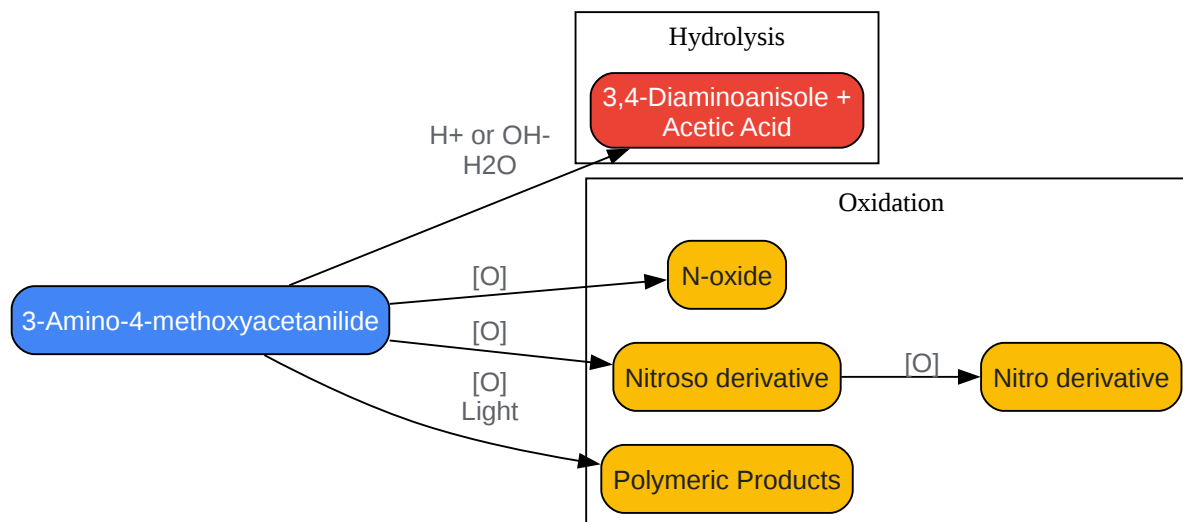 Hydrolysis
3,4-Diaminoanisole +
Acetic Acid
H+ or OH-
H2O
Oxidation
[O]
N-oxide
3-Amino-4-methoxyacetanilide
[O]
Nitroso derivative
[O]
Nitro derivative
[O]
Light
Polymeric Products